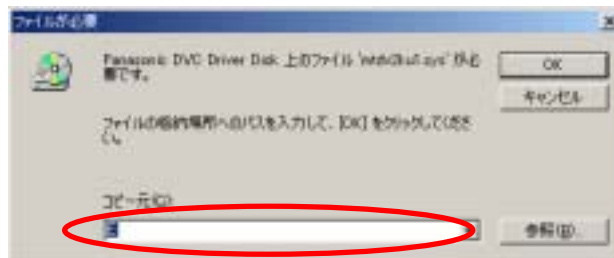 ファイルが必要
Panasonic DVC Driver Disk 上のファイル が必
要です。
OK
キャンセル
ファイルの格納場所へのパスを入力して、[OK] をクリックしてくださ
い。
コピー元(C):
参照(B)...